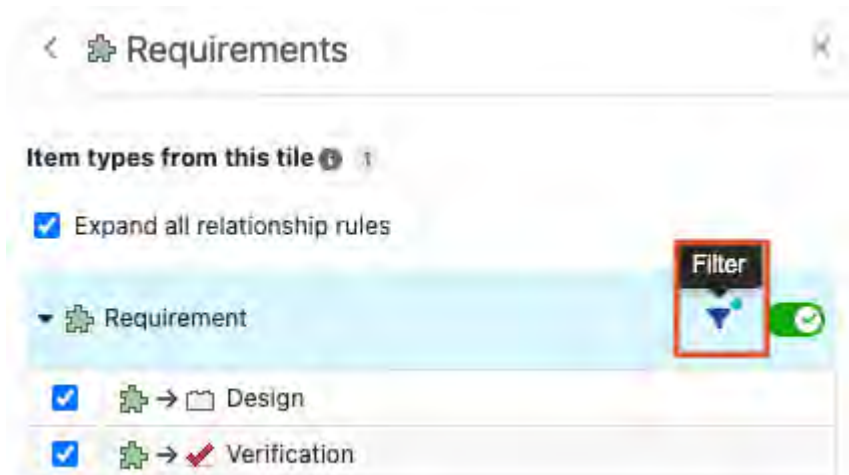 Requirements
Item types from this tile 1
Expand all relationship rules
Filter
Requirement
Design
Verification